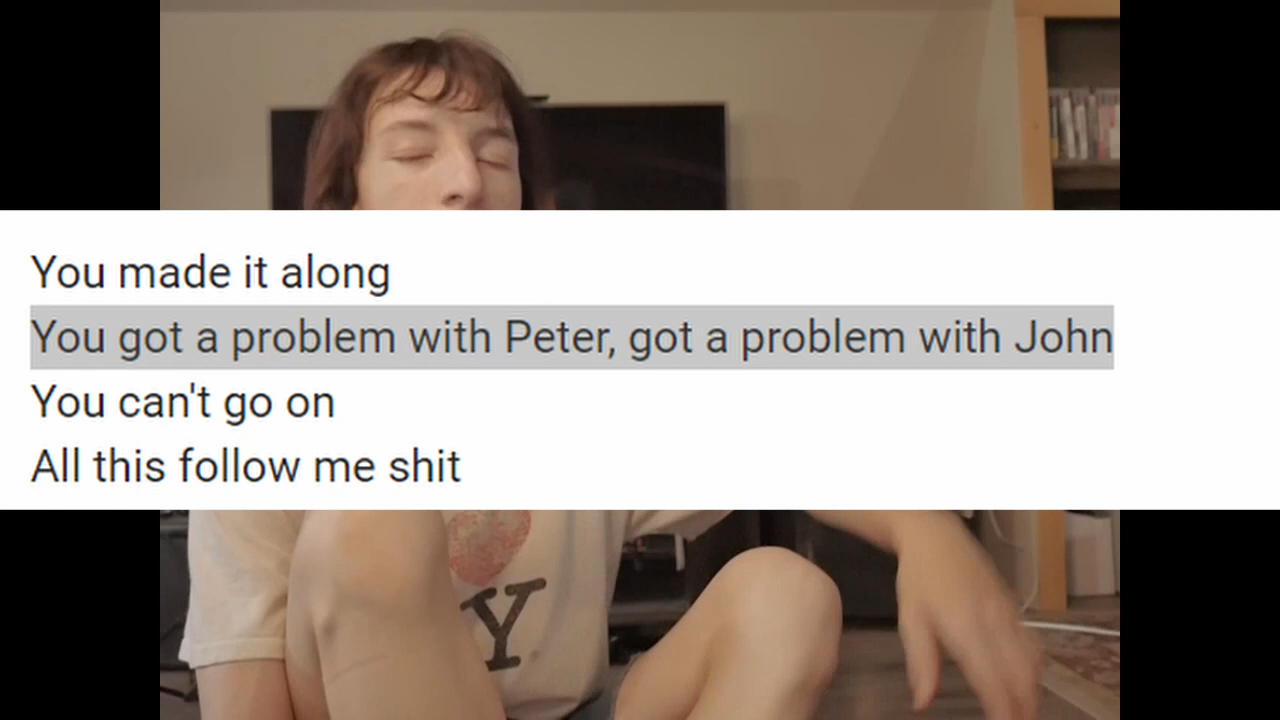 You made it along
You got a problem with Peter, got a problem with John
You can't go on
All this follow me shit
Y